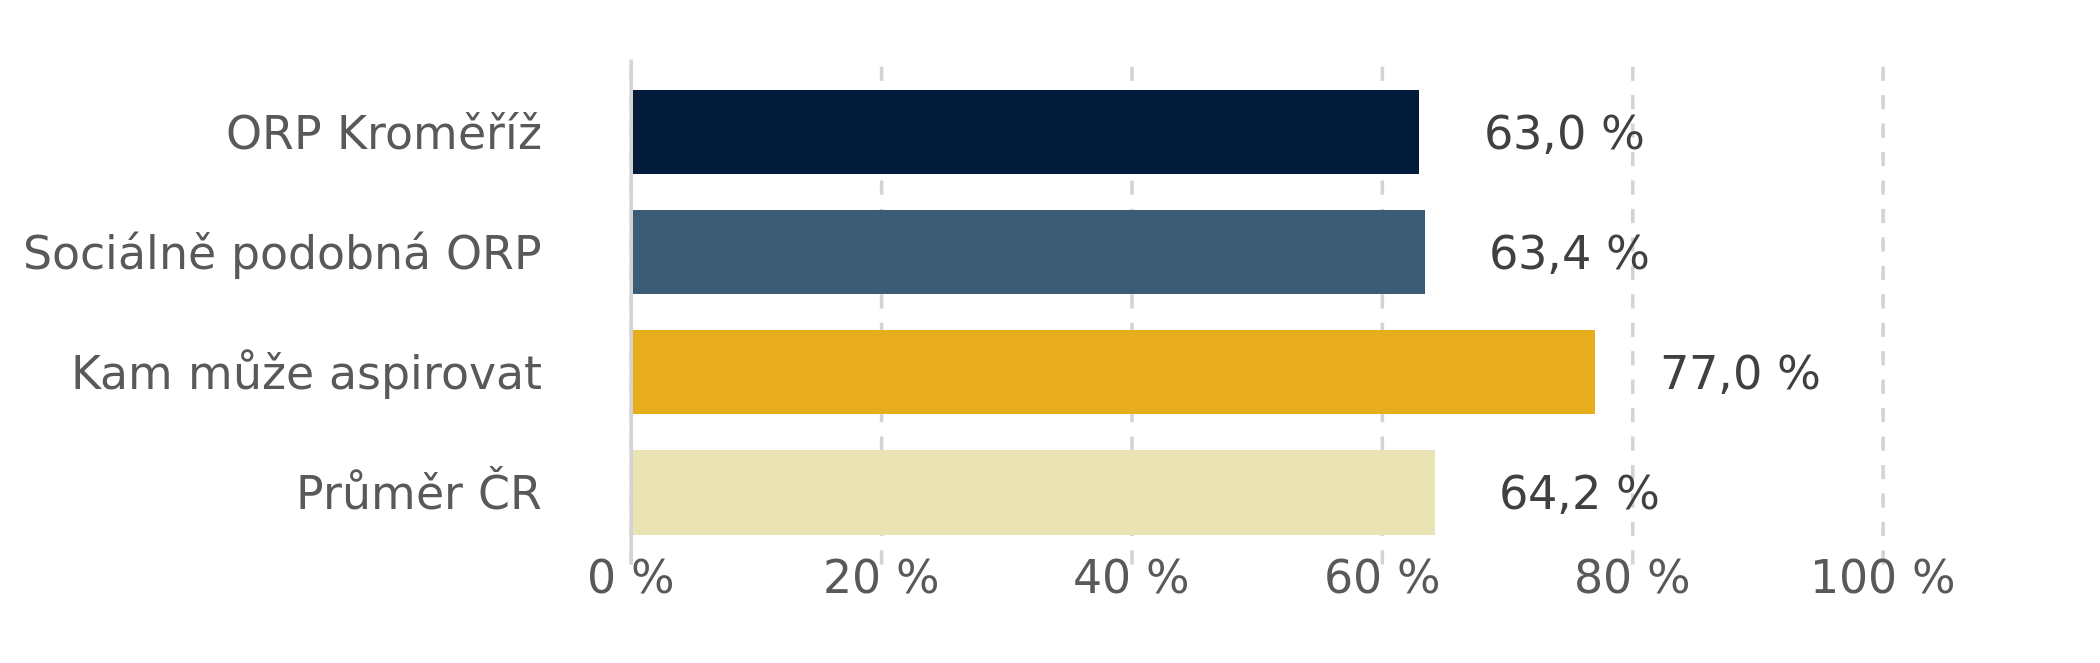 ORP Kroměříž 63,0 %
Sociálně podobná ORP 63,4 %
Kam může aspirovat 77,0 %
Průměr ČR 64,2 %
0 % 20 % 40 % 60 % 80 % 100 %